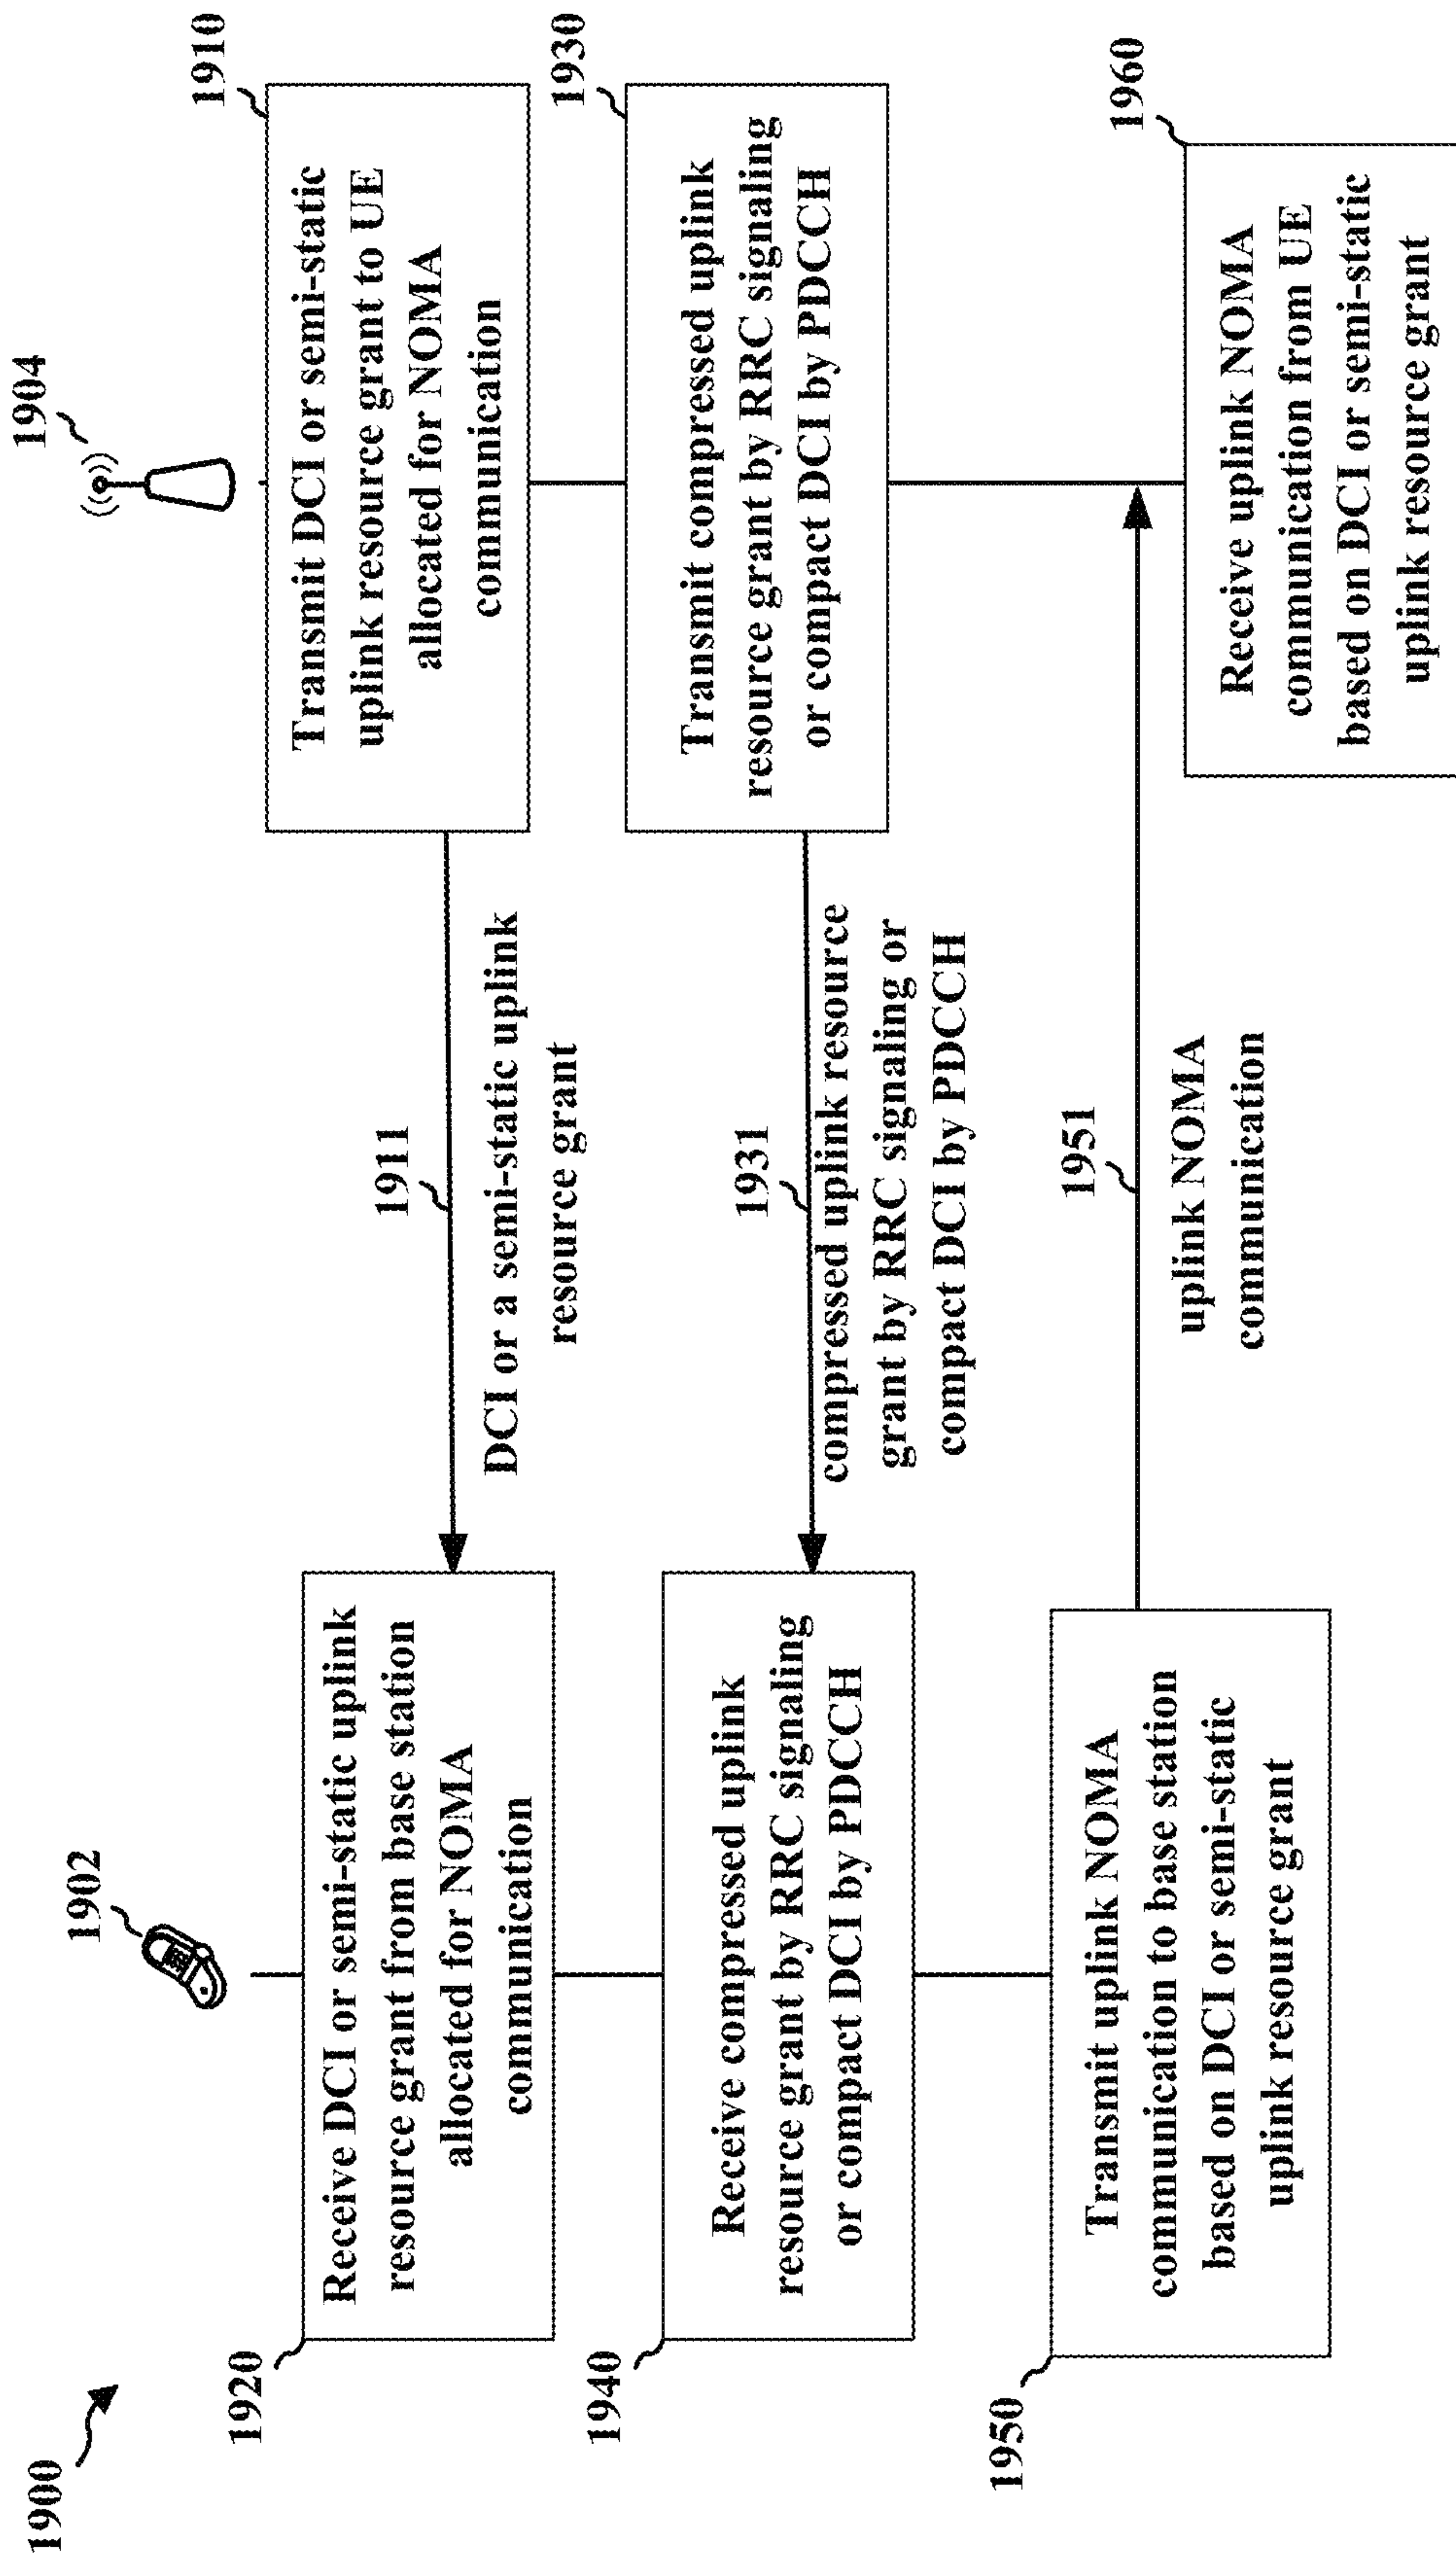 1900
1902
1904
1920
Receive DCI or semi-static uplink
resource grant from base station
allocated for NOMA
communication
1911
DCI or a semi-static uplink
resource grant
1910
Transmit DCI or semi-static
uplink resource grant to UE
allocated for NOMA
communication
1940
Receive compressed uplink
resource grant by RRC signaling
or compact DCI by PDCCH
1931
compressed uplink resource
grant by RRC signaling or
compact DCI by PDCCH
1930
Transmit compressed uplink
resource grant by RRC signaling
or compact DCI by PDCCH
1950
Transmit uplink NOMA
communication to base station
based on DCI or semi-static
uplink resource grant
1951
uplink NOMA
communication
1960
Receive uplink NOMA
communication from UE
based on DCI or semi-static
uplink resource grant